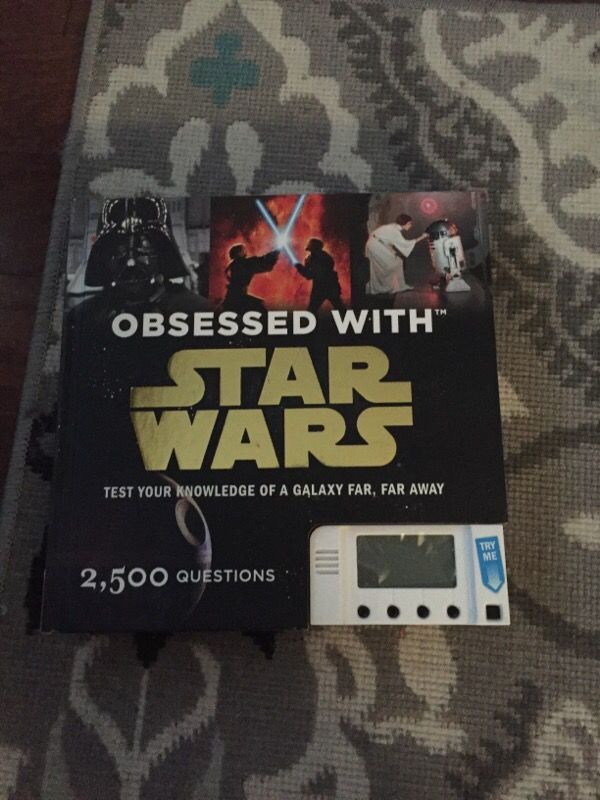 OBSESSED WITH™
STAR
WARS
TEST YOUR KNOWLEDGE OF A GALAXY FAR, FAR AWAY
2,500 QUESTIONS
TRY
ME